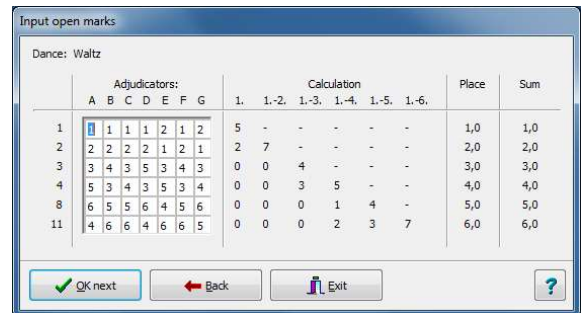 Input open marks
Dance: Waltz
Adjudicators: Calculation Place Sum
A B C D E F G 1. 1.-2. 1.-3. 1.-4. 1.-5. 1.-6.
1 1 1 1 1 2 1 2 5 - - - - - 1,0 1,0
2 2 2 2 2 1 2 1 2 7 - - - - 2,0 2,0
3 3 4 3 5 3 4 3 0 0 4 - - - 3,0 3,0
4 5 3 4 3 5 3 4 0 0 3 5 - - 4,0 4,0
8 6 5 5 6 4 5 6 0 0 0 1 4 - 5,0 5,0
11 4 6 6 4 6 6 5 0 0 0 2 3 7 6,0 6,0
OK next Back Exit ?